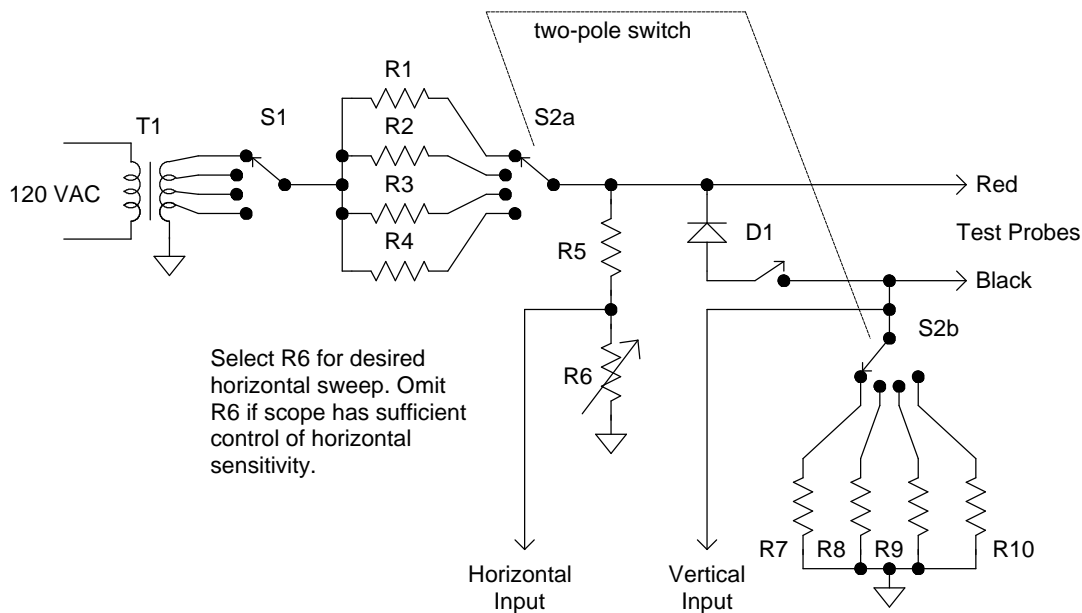 two-pole switch
R1
S1
S2a
T1
R2
120 VAC
R3
Red
R4
D1
Test Probes
R5
Black
S2b
Select R6 for desired
horizontal sweep. Omit
R6 if scope has sufficient
control of horizontal
sensitivity.
R6
R7
R8
R9
R10
Horizontal
Input
Vertical
Input